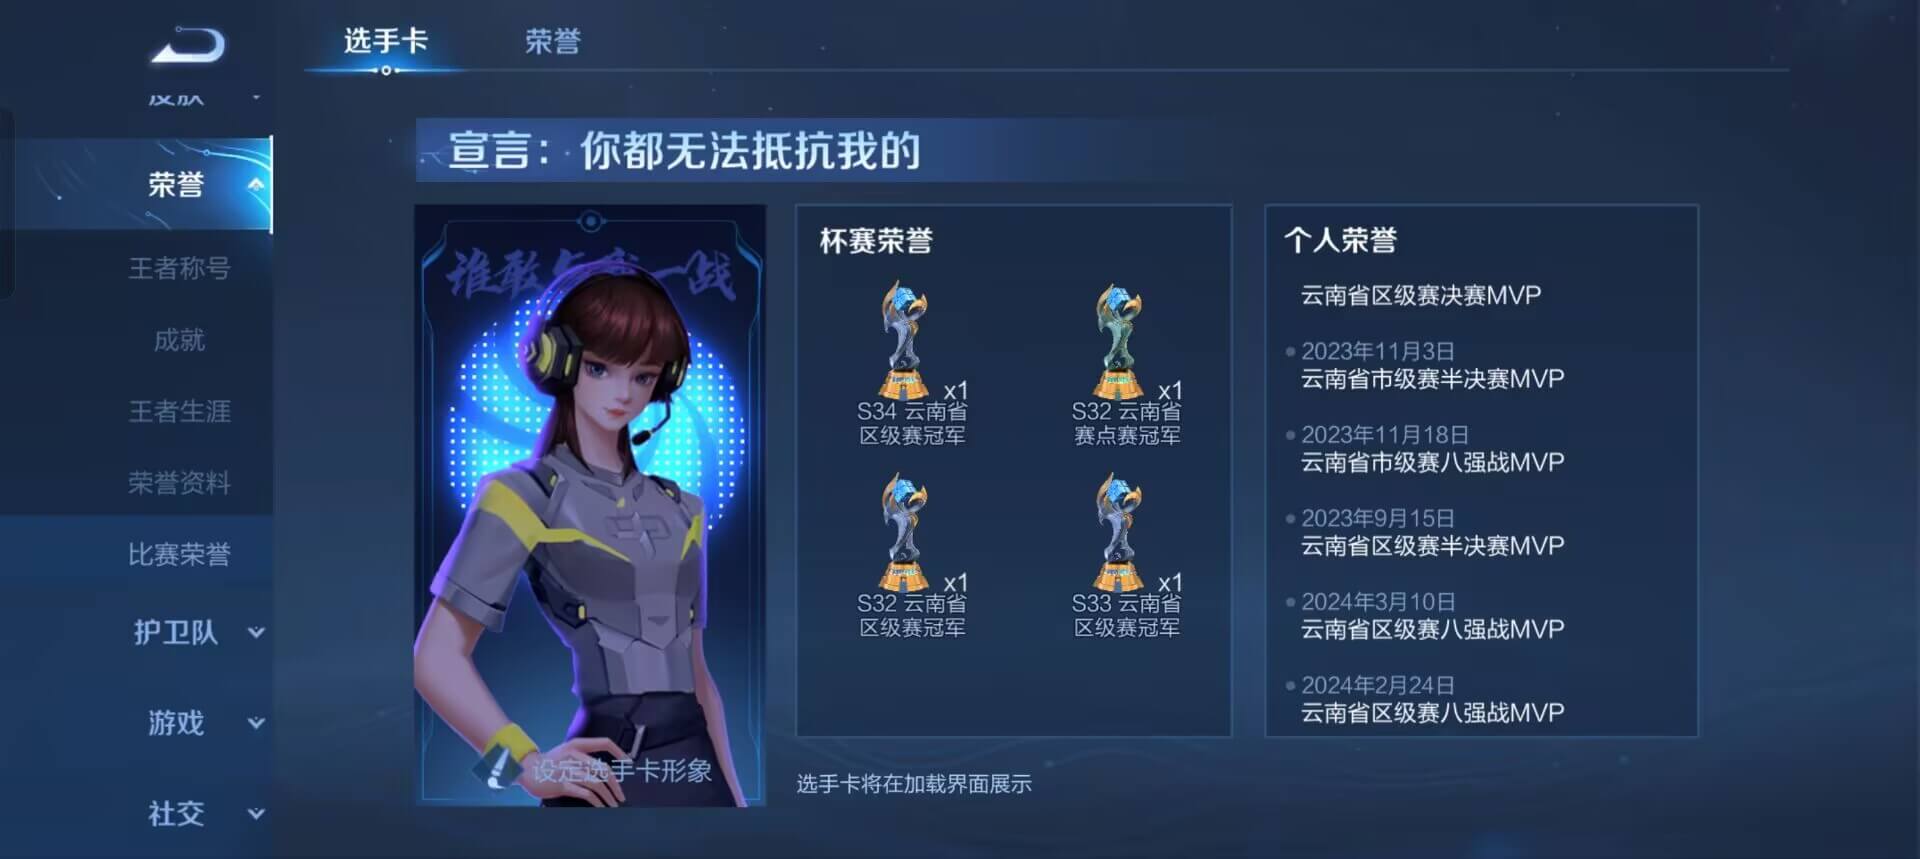 选手卡
荣誉
皮肤
荣誉
王者称号
成就
王者生涯
荣誉资料
比赛荣誉
护卫队
游戏
社交
宣言：你都无法抵抗我的
谁敢与我一战
设定选手卡形象
杯赛荣誉
x1
S34 云南省
区级赛冠军
x1
S32 云南省
赛点赛冠军
x1
S32 云南省
区级赛冠军
x1
S33 云南省
区级赛冠军
选手卡将在加载界面展示
个人荣誉
云南省区级赛决赛MVP
2023年11月3日
云南省市级赛半决赛MVP
2023年11月18日
云南省市级赛八强战MVP
2023年9月15日
云南省区级赛半决赛MVP
2024年3月10日
云南省区级赛八强战MVP
2024年2月24日
云南省区级赛八强战MVP